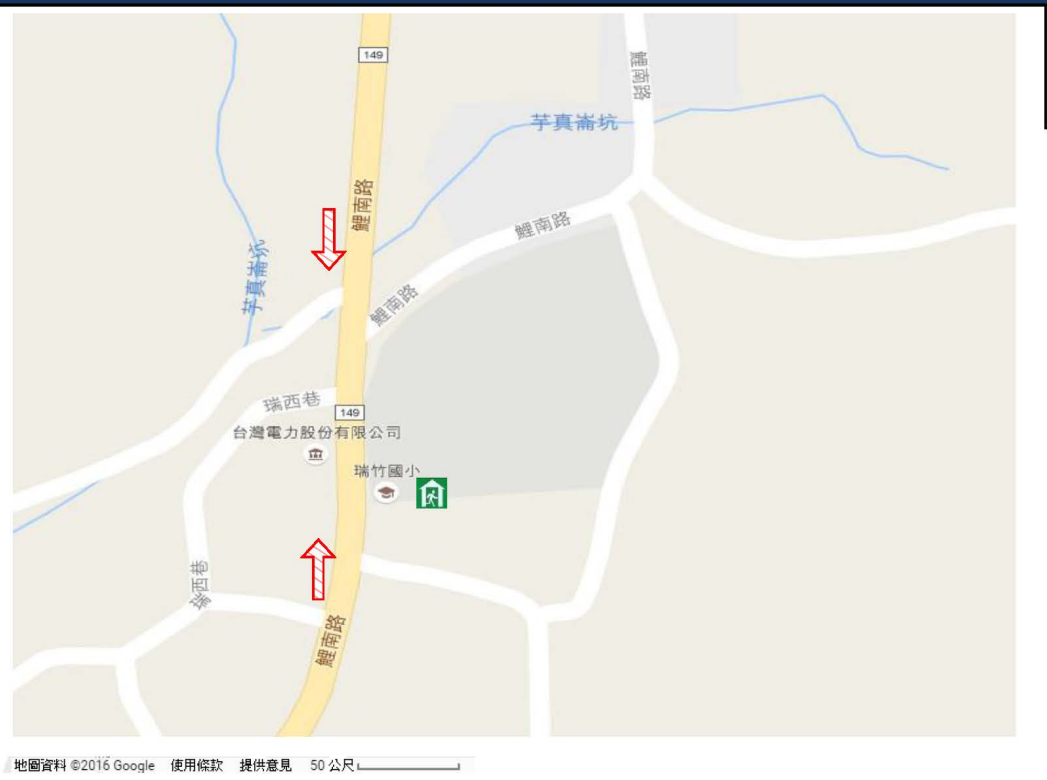 149
鯉南路
芋真崙坑
鯉南路
鯉南路
芋真崙坑
鯉南路
瑞西巷
149
台灣電力股份有限公司
瑞竹國小
瑞西巷
鯉南路
地圖資料 ©2016 Google 使用條款 提供意見 50 公尺